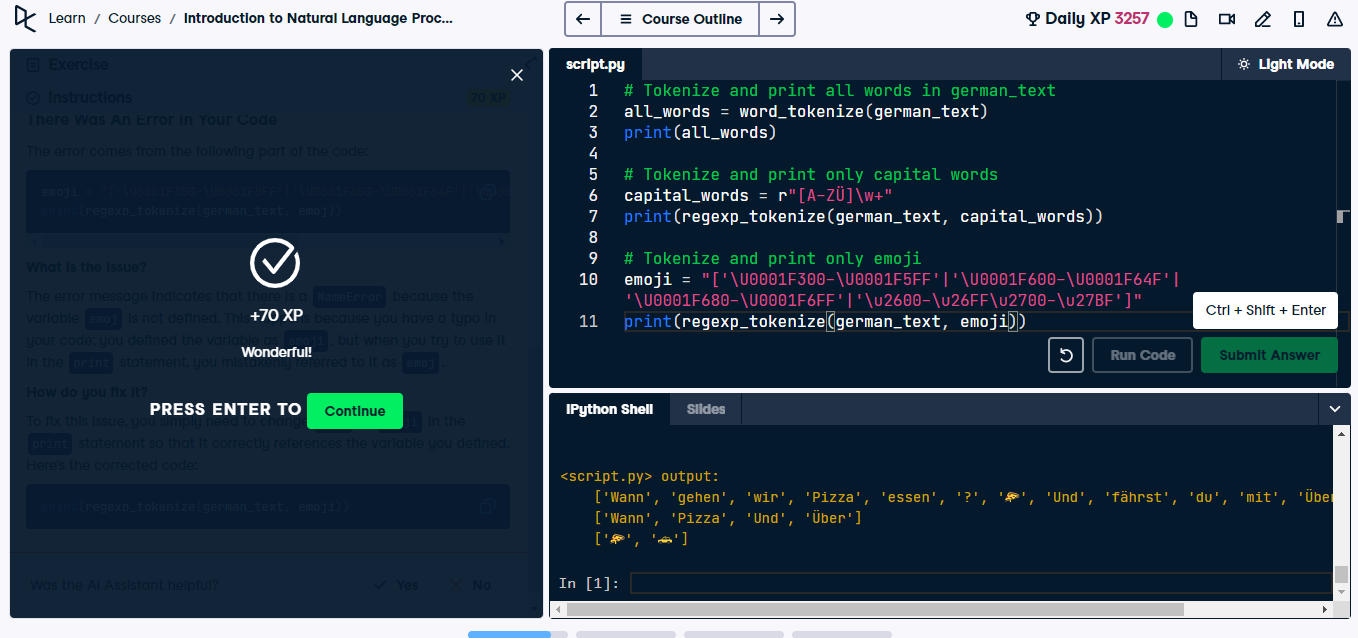 Learn / Courses / Introduction to Natural Language Proc...
Course Outline
Daily XP 3257
Exercise
Instructions
70 XP
There Was An Error in Your Code
The error comes from the following part of the code:
print(regexp_tokenize(german_text, emoj))
What is the issue?
The error message indicates that there is a NameError because the
variable emoj is not defined. This is because you have a typo in
your code: you defined the variable as emoji, but when you try to use it
in the print statement, you mistakenly referred to it as emoj.
How do you fix it?
To fix this issue, you simply need to change in the
print statement so that it correctly references the variable you defined.
Here's the corrected code:
print(regexp_tokenize(german_text, emoji))
Was the AI Assistant helpful?
Yes
No
+70 XP
Wonderful!
PRESS ENTER TO Continue
script.py
Light Mode
1 # Tokenize and print all words in german_text
2 all_words = word_tokenize(german_text)
3 print(all_words)
4
5 # Tokenize and print only capital words
6 capital_words = r"[A-ZÜ]\w+"
7 print(regexp_tokenize(german_text, capital_words))
8
9 # Tokenize and print only emoji
10 emoji = "['\U0001F300-\U0001F5FF'|'\U0001F600-\U0001F64F'|
'\U0001F680-\U0001F6FF'|'\u2600-\u26FF\u2700-\u27BF']"
11 print(regexp_tokenize(german_text, emoji))
Ctrl + Shift + Enter
Run Code
Submit Answer
IPython Shell
Slides
<script.py> output:
['Wann', 'gehen', 'wir', 'Pizza', 'essen', '?', '🍕', 'Und', 'fährst', 'du', 'mit', 'Über
['Wann', 'Pizza', 'Und', 'Über']
['🍕', '🚗']
In [1]: